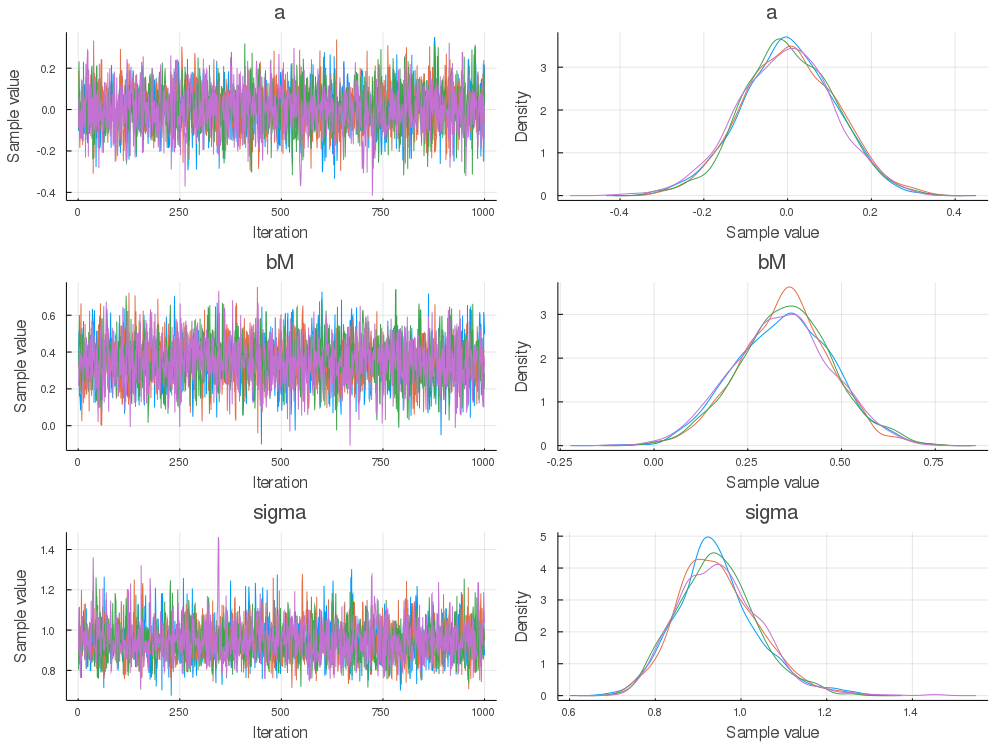 a
Sample value
0.2
0.0
-0.2
-0.4
0 250 500 750 1000
Iteration
a
Density
3
2
1
0
-0.4 -0.2 0.0 0.2 0.4
Sample value
bM
Sample value
0.6
0.4
0.2
0.0
0 250 500 750 1000
Iteration
bM
Density
3
2
1
0
-0.25 0.00 0.25 0.50 0.75
Sample value
sigma
Sample value
1.4
1.2
1.0
0.8
0 250 500 750 1000
Iteration
sigma
Density
5
4
3
2
1
0
0.6 0.8 1.0 1.2 1.4
Sample value